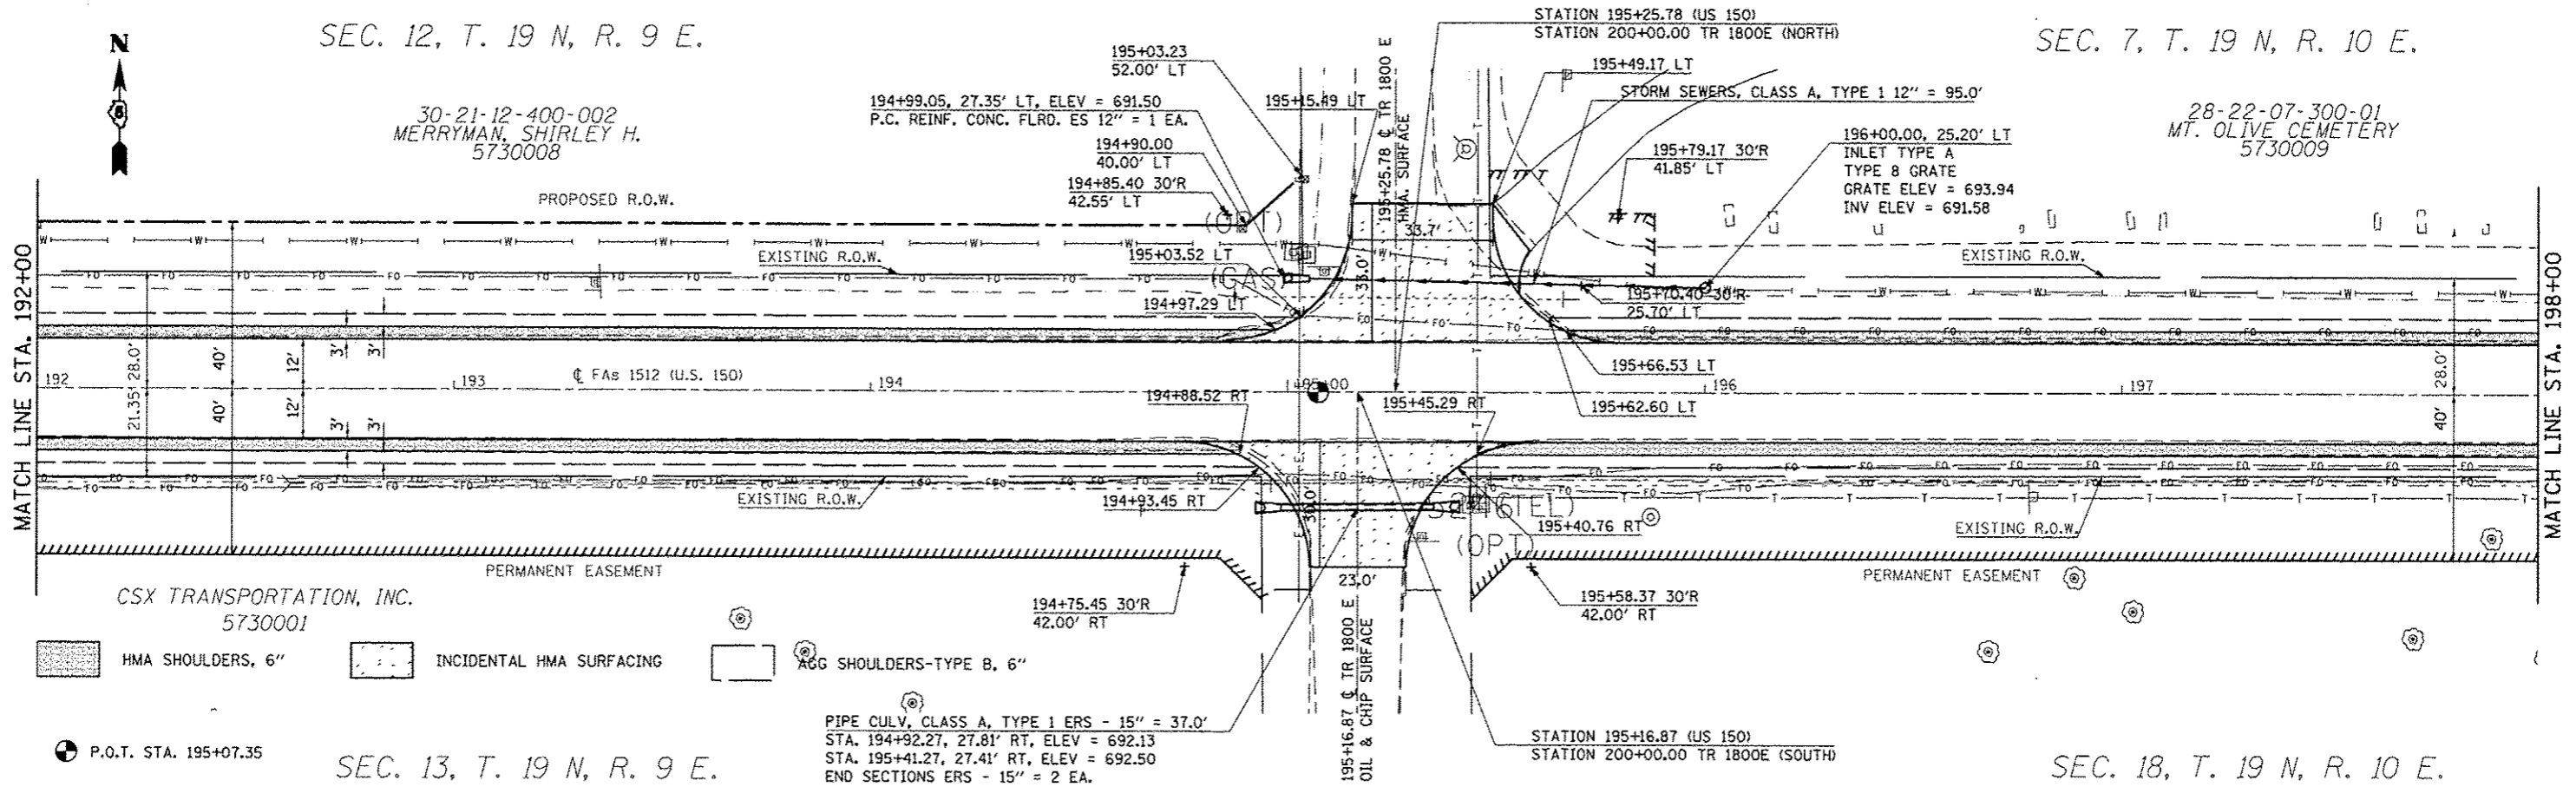 SEC. 12, T. 19 N, R. 9 E.
N
30-21-12-400-002
MERRYMAN, SHIRLEY H.
5730008
PROPOSED R.O.W.
195+03.23
52.00' LT
194+99.05, 27.35' LT, ELEV = 691.50
P.C. REINF. CONC. FLRD. ES 12" = 1 EA.
194+90.00
40.00' LT
194+85.40 30'R
42.55' LT
195+15.49 LT
195+25.78 ℄ TR 1800 E
HMA. SURFACE
STATION 195+25.78 (US 150)
STATION 200+00.00 TR 1800E (NORTH)
195+49.17 LT
STORM SEWERS, CLASS A, TYPE 1 12" = 95.0'
195+79.17 30'R
41.85' LT
196+00.00, 25.20' LT
INLET TYPE A
TYPE 8 GRATE
GRATE ELEV = 693.94
INV ELEV = 691.58
SEC. 7, T. 19 N, R. 10 E.
28-22-07-300-01
MT. OLIVE CEMETERY
5730009
MATCH LINE STA. 192+00
EXISTING R.O.W.
195+03.52 LT
(GAS)
194+97.29 LT
33.7'
33.0'
195+70.40 30'R
25.70' LT
EXISTING R.O.W.
195+66.53 LT
195+62.60 LT
21.35'
28.0'
40'
40'
12'
12'
3'
3'
3'
3'
192
193
℄ FAs 1512 (U.S. 150)
194
195+00
196
197
28.0'
40'
MATCH LINE STA. 198+00
194+88.52 RT
195+45.29 RT
194+93.45 RT
195+40.76 RT
EXISTING R.O.W.
30.0'
(OPT)
EXISTING R.O.W.
PERMANENT EASEMENT
23.0'
PERMANENT EASEMENT
CSX TRANSPORTATION, INC.
5730001
194+75.45 30'R
42.00' RT
195+58.37 30'R
42.00' RT
HMA SHOULDERS, 6"
INCIDENTAL HMA SURFACING
AGG SHOULDERS-TYPE B, 6"
195+16.87 ℄ TR 1800 E
OIL & CHIP SURFACE
P.O.T. STA. 195+07.35
SEC. 13, T. 19 N, R. 9 E.
PIPE CULV, CLASS A, TYPE 1 ERS - 15" = 37.0'
STA. 194+92.27, 27.81' RT, ELEV = 692.13
STA. 195+41.27, 27.41' RT, ELEV = 692.50
END SECTIONS ERS - 15" = 2 EA.
STATION 195+16.87 (US 150)
STATION 200+00.00 TR 1800E (SOUTH)
SEC. 18, T. 19 N, R. 10 E.